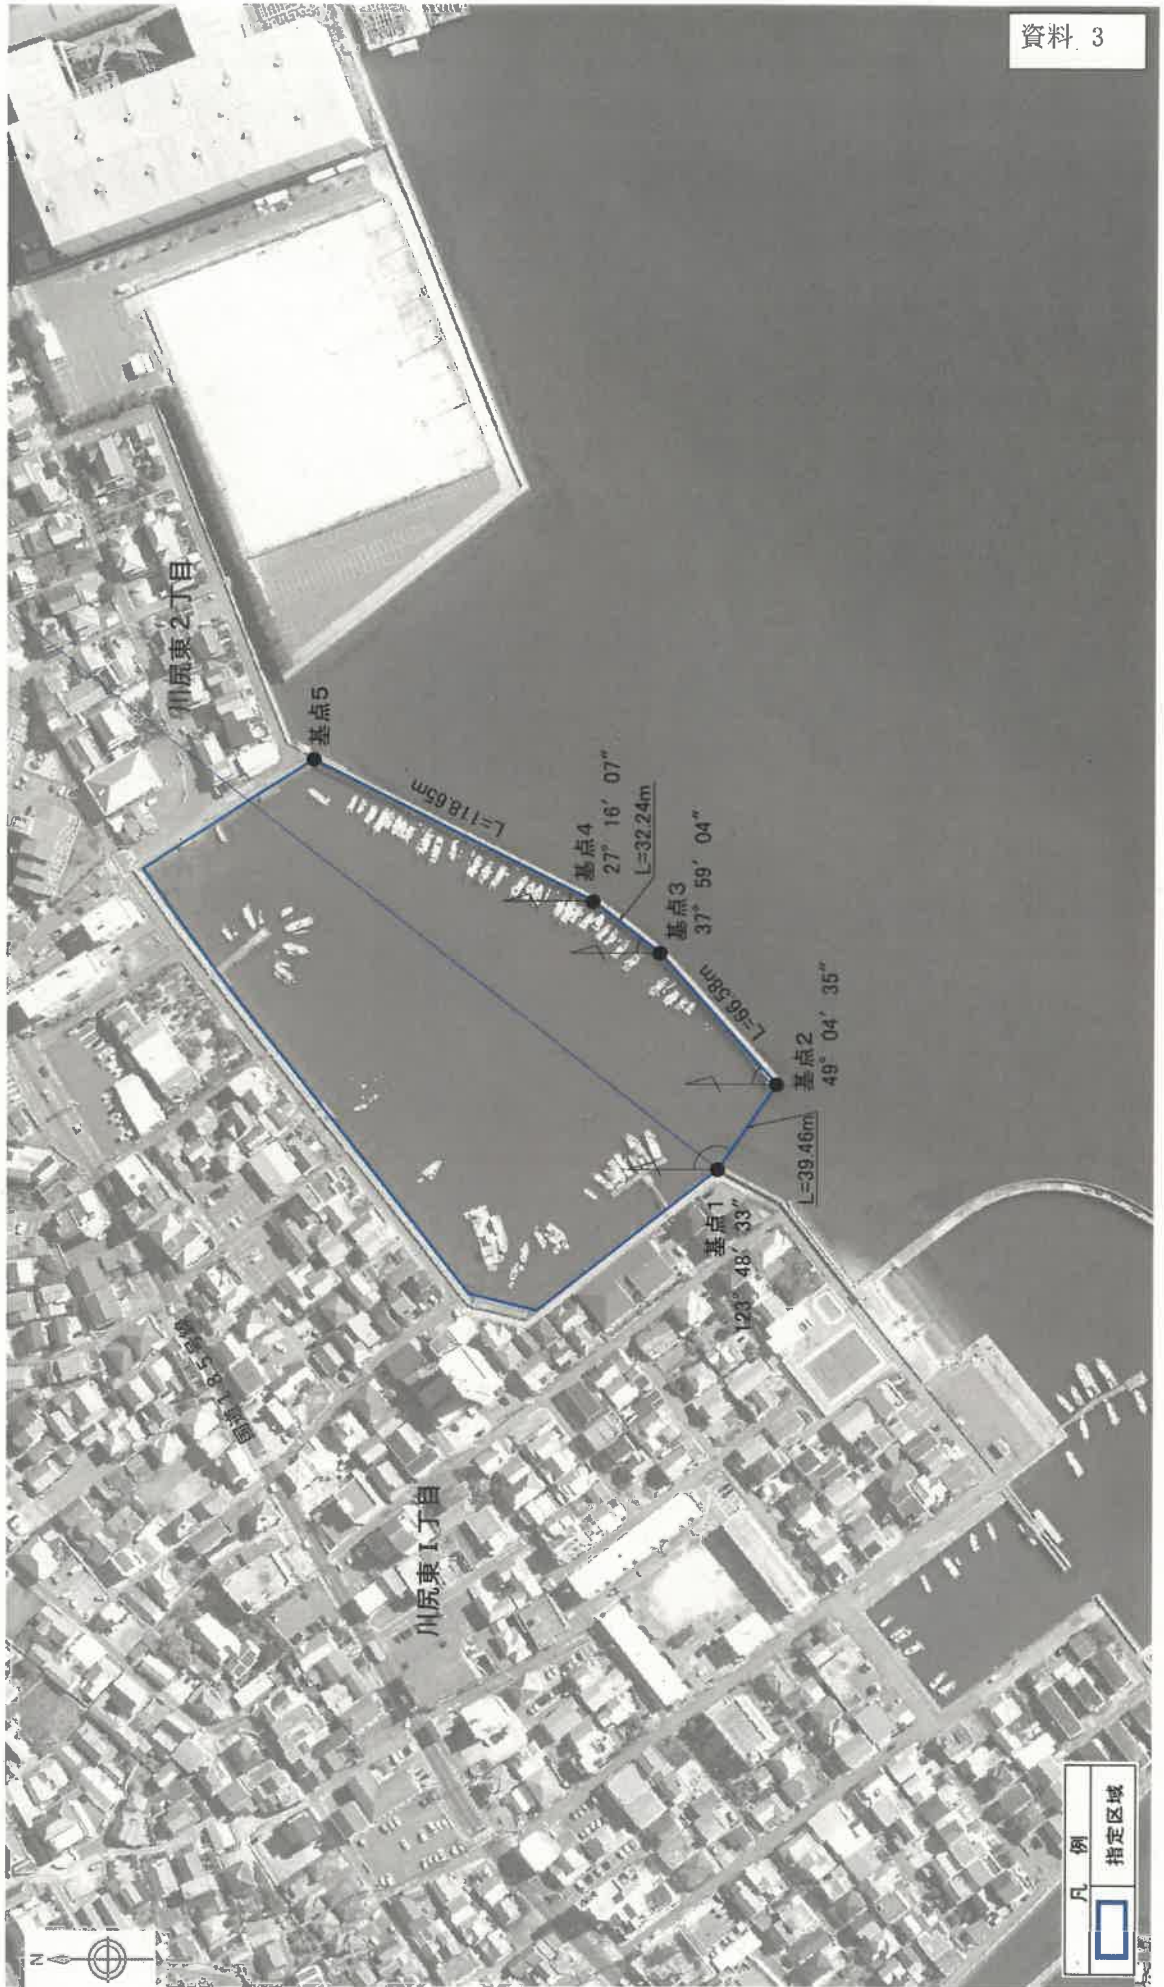 資料 3
川尻東2丁目
基点5
L=118.65m
基点4
27° 16′ 07″
L=32.24m
基点3
37° 59′ 04″
L=66.58m
基点2
49° 04′ 35″
L=39.46m
基点1
123° 48′ 33″
国道185号線
川尻東1丁目
N
凡 例
指定区域